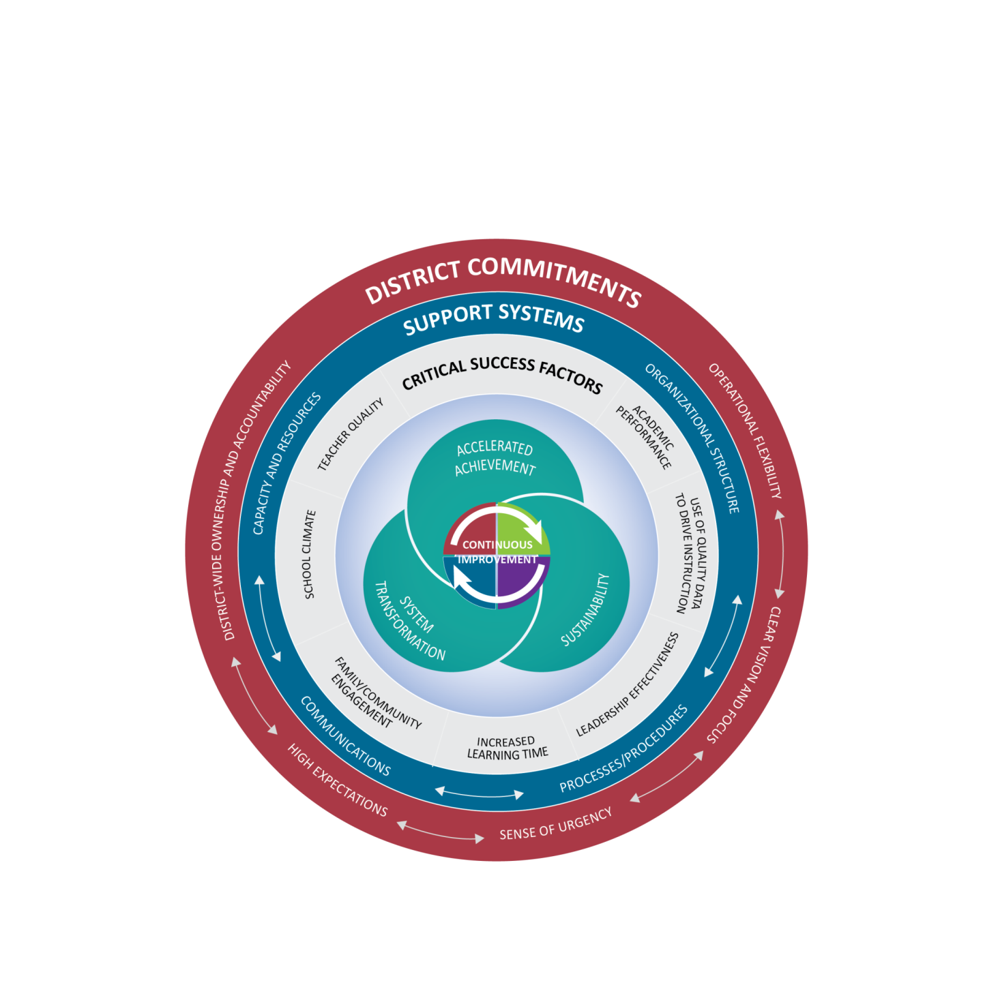 DISTRICT COMMITMENTS
OPERATIONAL FLEXIBILITY
CLEAR VISION AND FOCUS
SENSE OF URGENCY
HIGH EXPECTATIONS
DISTRICT-WIDE OWNERSHIP AND ACCOUNTABILITY
SUPPORT SYSTEMS
ORGANIZATIONAL STRUCTURE
PROCESSES/PROCEDURES
COMMUNICATIONS
CAPACITY AND RESOURCES
CRITICAL SUCCESS FACTORS
ACADEMIC
PERFORMANCE
USE OF QUALITY DATA
TO DRIVE INSTRUCTION
LEADERSHIP EFFECTIVENESS
INCREASED
LEARNING TIME
FAMILY/COMMUNITY
ENGAGEMENT
SCHOOL CLIMATE
TEACHER QUALITY
ACCELERATED
ACHIEVEMENT
SUSTAINABILITY
SYSTEM
TRANSFORMATION
CONTINUOUS
IMPROVEMENT